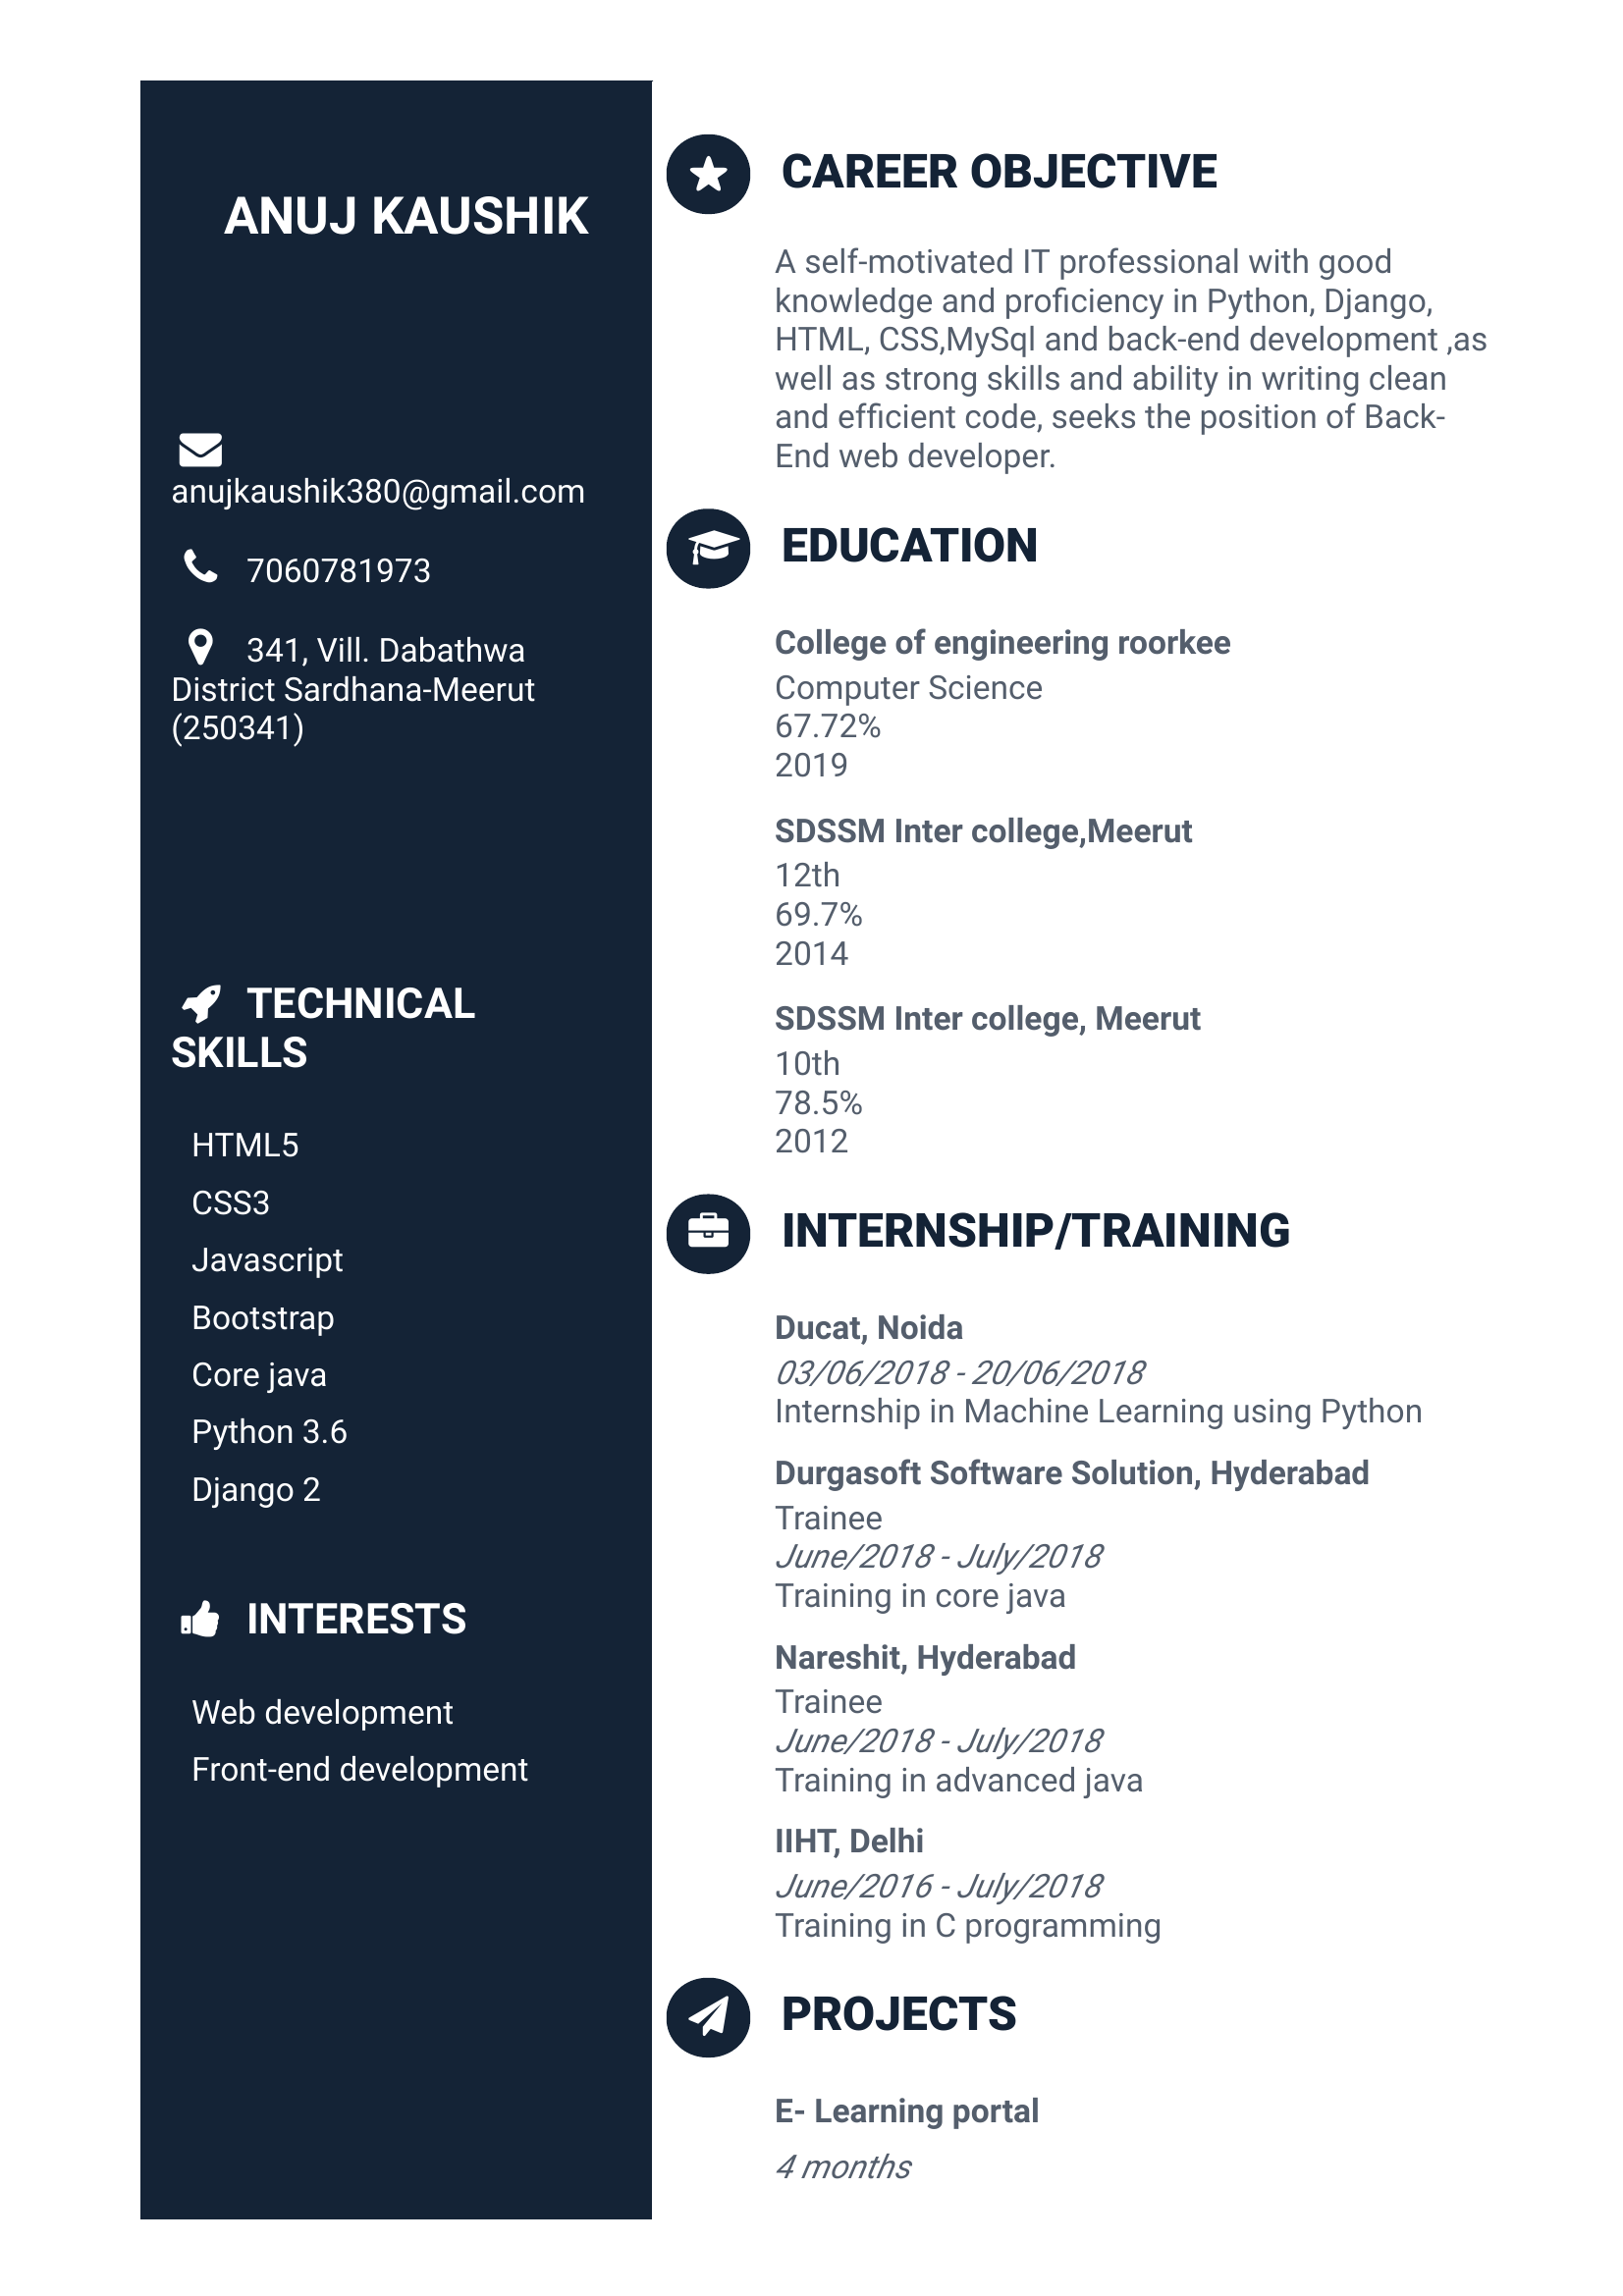 ANUJ KAUSHIK
anujkaushik380@gmail.com
7060781973
341, Vill. Dabathwa
District Sardhana-Meerut
(250341)
TECHNICAL
SKILLS
HTML5
CSS3
Javascript
Bootstrap
Core java
Python 3.6
Django 2
INTERESTS
Web development
Front-end development
CAREER OBJECTIVE
A self-motivated IT professional with good
knowledge and proficiency in Python, Django,
HTML, CSS,MySql and back-end development ,as
well as strong skills and ability in writing clean
and efficient code, seeks the position of Back-
End web developer.
EDUCATION
College of engineering roorkee
Computer Science
67.72%
2019
SDSSM Inter college,Meerut
12th
69.7%
2014
SDSSM Inter college, Meerut
10th
78.5%
2012
INTERNSHIP/TRAINING
Ducat, Noida
03/06/2018 - 20/06/2018
Internship in Machine Learning using Python
Durgasoft Software Solution, Hyderabad
Trainee
June/2018 - July/2018
Training in core java
Nareshit, Hyderabad
Trainee
June/2018 - July/2018
Training in advanced java
IIHT, Delhi
June/2016 - July/2018
Training in C programming
PROJECTS
E- Learning portal
4 months